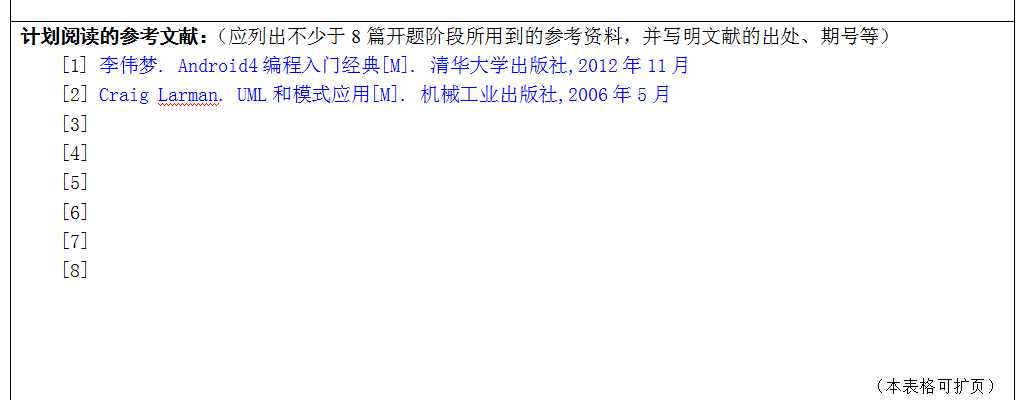 计划阅读的参考文献：（应列出不少于 8 篇开题阶段所用到的参考资料，并写明文献的出处、期号等）
[1] 李伟梦. Android4 编程入门经典[M]. 清华大学出版社,2012 年 11 月
[2] Craig Larman. UML 和模式应用[M]. 机械工业出版社,2006 年 5 月
[3]
[4]
[5]
[6]
[7]
[8]
（本表格可扩页）